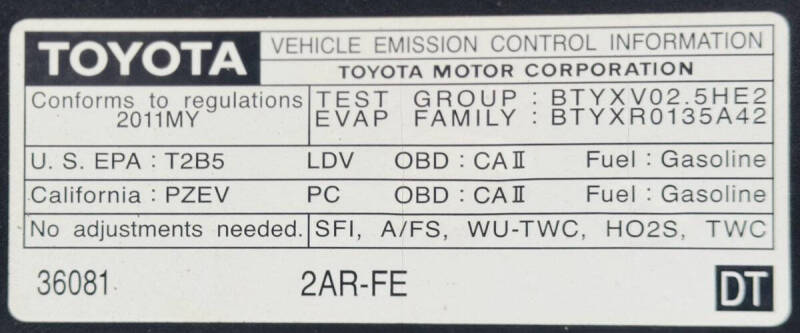 TOYOTA VEHICLE EMISSION CONTROL INFORMATION
TOYOTA MOTOR CORPORATION
Conforms to regulations
2011MY
TEST GROUP : BTYXV02.5HE2
EVAP FAMILY : BTYXR0135A42
U. S. EPA : T2B5 LDV OBD : CAⅡ Fuel : Gasoline
California : PZEV PC OBD : CAⅡ Fuel : Gasoline
No adjustments needed. SFI, A/FS, WU-TWC, HO2S, TWC
36081 2AR-FE DT